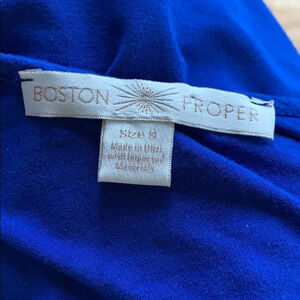 BOSTON PROPER
Size S
Made in USA
with Imported
Materials